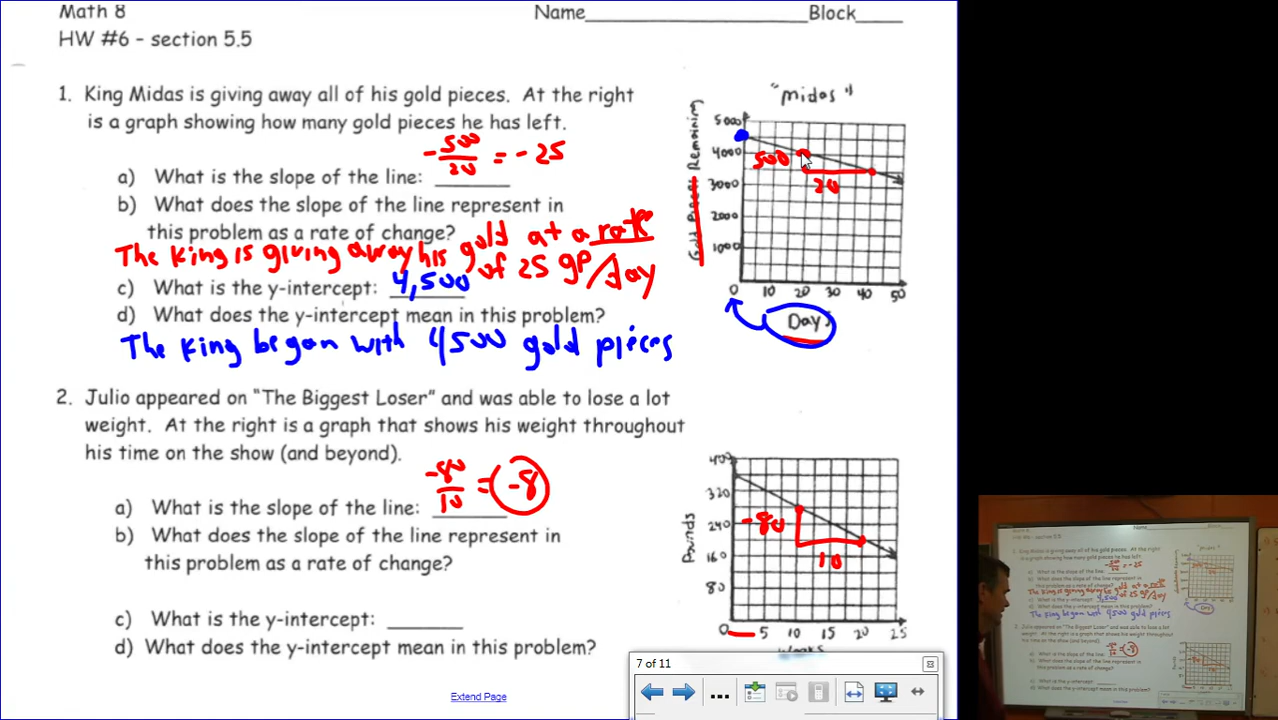 Math 8
Name Block
HW #6 - section 5.5
1. King Midas is giving away all of his gold pieces. At the right
is a graph showing how many gold pieces he has left.
-500/20 = -25
a) What is the slope of the line:
b) What does the slope of the line represent in
this problem as a rate of change?
The King is giving away his gold at a rate
of 25 gp/day
c) What is the y-intercept: 4,500
d) What does the y-intercept mean in this problem?
The King began with 4500 gold pieces
"Midas"
Gold Pieces Remaining
5000
4000
3000
2000
1000
500
20
0 10 20 30 40 50
Days
2. Julio appeared on "The Biggest Loser" and was able to lose a lot
weight. At the right is a graph that shows his weight throughout
his time on the show (and beyond).
-80/10 = -8
a) What is the slope of the line:
b) What does the slope of the line represent in
this problem as a rate of change?
c) What is the y-intercept:
d) What does the y-intercept mean in this problem?
Pounds
400
320
240
160
80
-80
10
0 5 10 15 20 25
Weeks
Extend Page
7 of 11